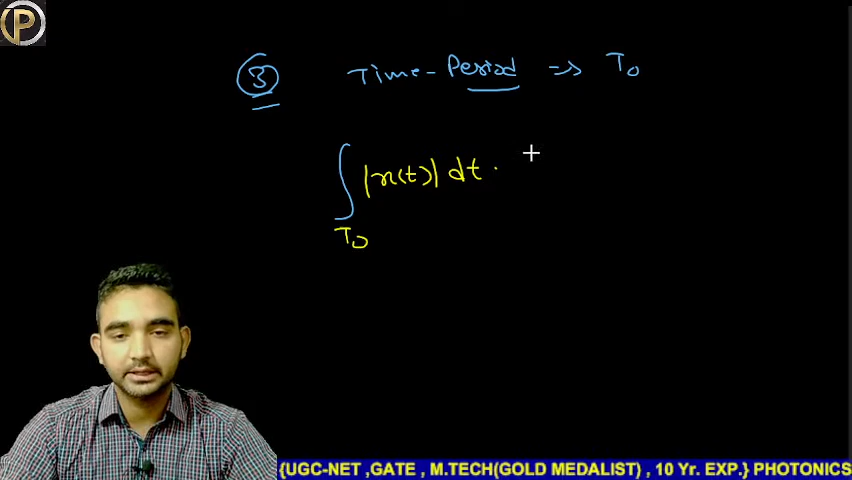 P
3 Time-Period => T0
∫T0 |x(t)| dt.
{UGC-NET ,GATE , M.TECH(GOLD MEDALIST) , 10 Yr. EXP.} PHOTONICS